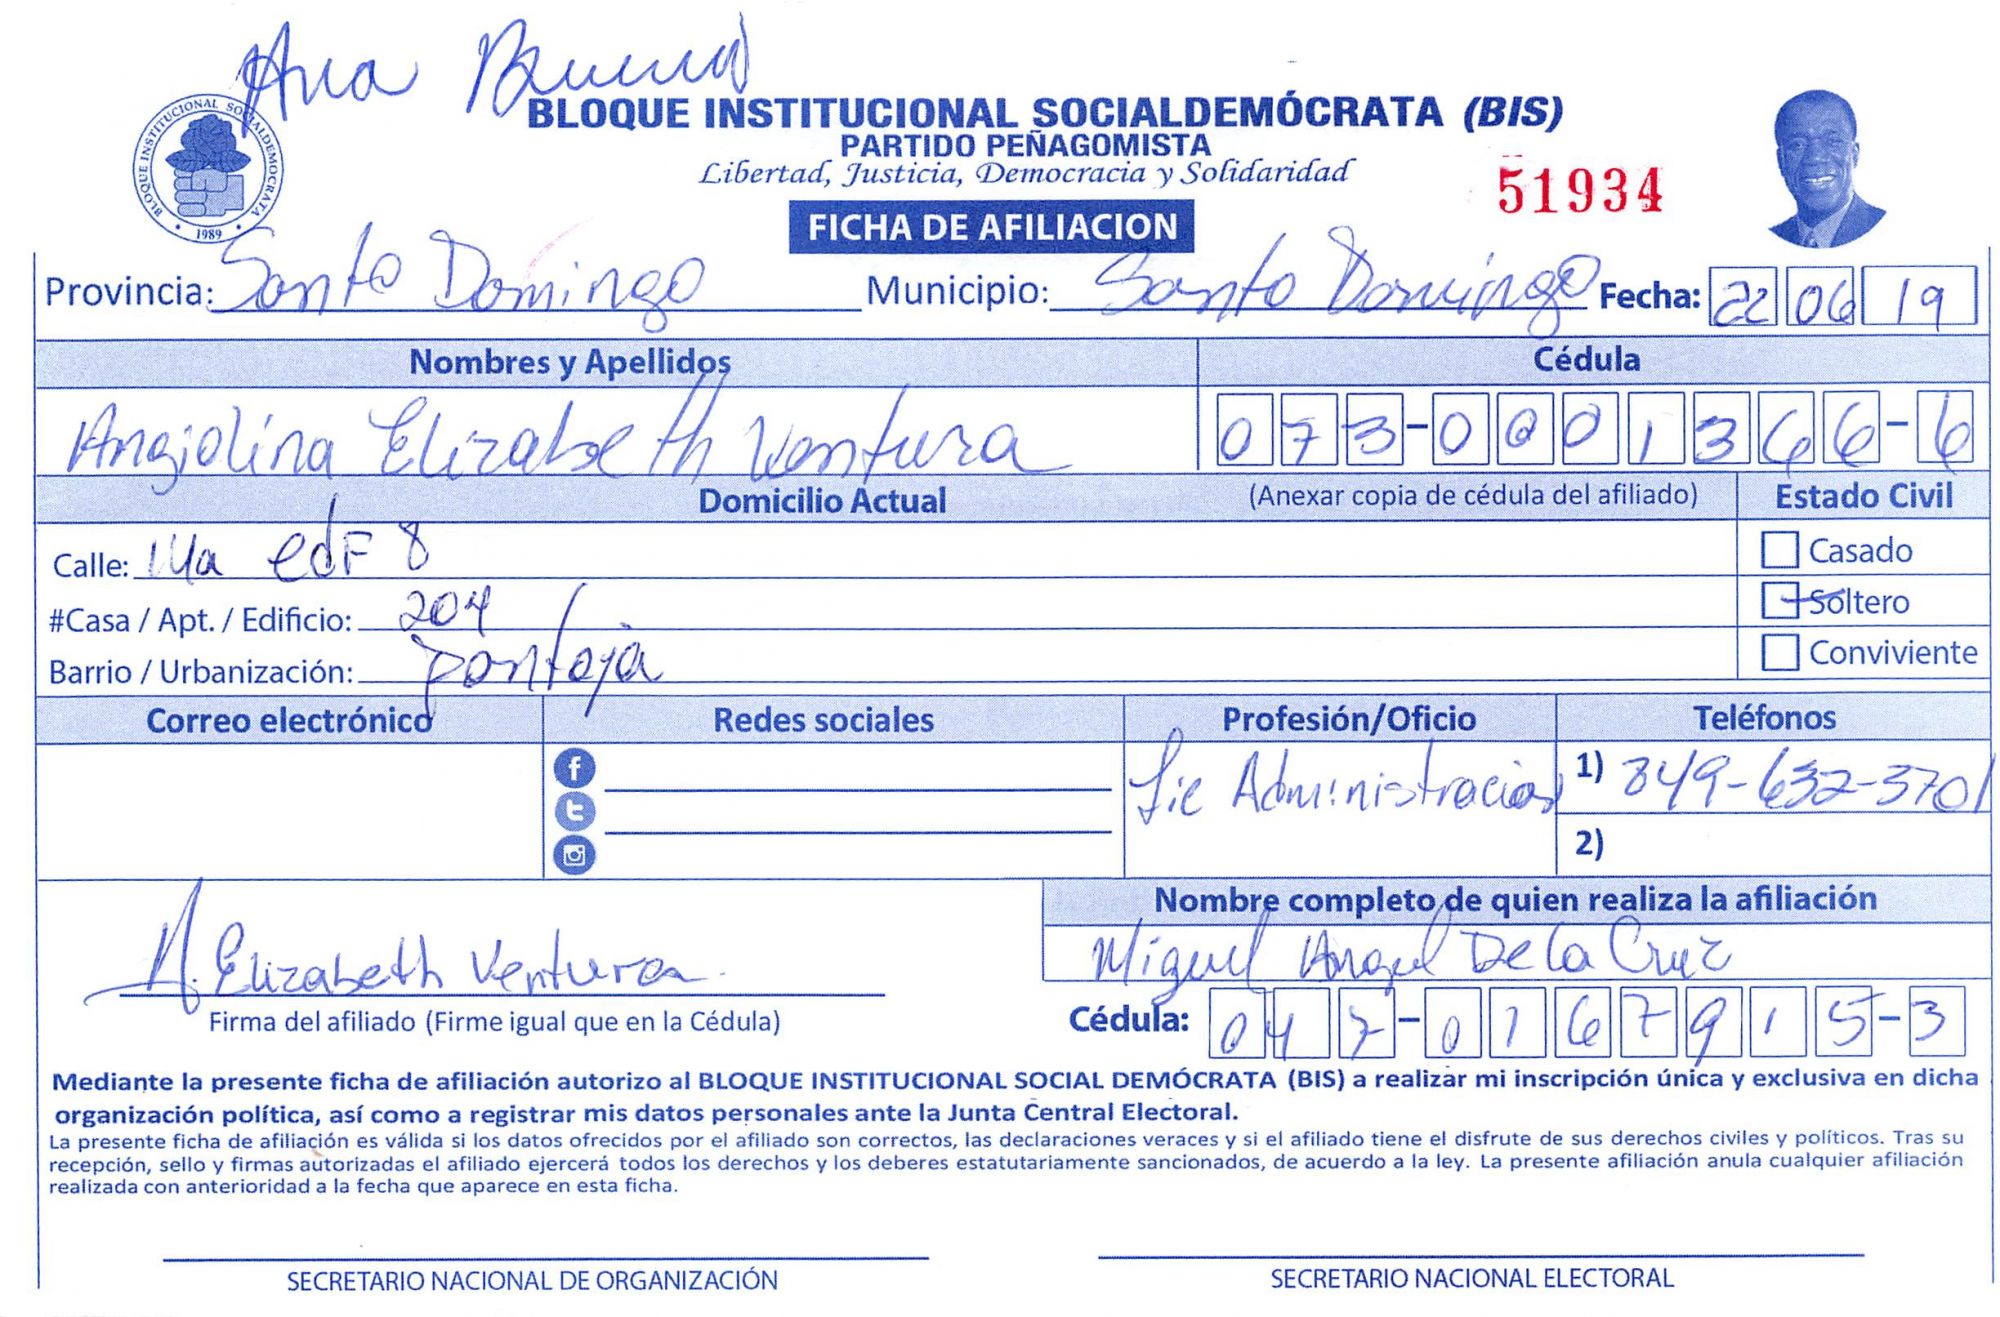 Ana Bueno
BLOQUE INSTITUCIONAL SOCIALDEMÓCRATA (BIS)
PARTIDO PEÑAGOMISTA
Libertad, Justicia, Democracia y Solidaridad
51934
FICHA DE AFILIACION
BLOQUE INSTITUCIONAL SOCIALDEMOCRATA
1989
Provincia: Santo Domingo Municipio: Santo Domingo Fecha: 22 06 19
Nombres y Apellidos Cédula
Angiolina Elizabeth Ventura 073-0001366-6
Domicilio Actual (Anexar copia de cédula del afiliado) Estado Civil
Calle: 14a edf 8 Casado
#Casa / Apt. / Edificio: 204 Soltero
Barrio / Urbanización: pantoja Conviviente
Correo electrónico Redes sociales Profesión/Oficio Teléfonos
Lic Administracion 1) 849-632-3701
2)
Nombre completo de quien realiza la afiliación
Miguel Angel De la Cruz
A. Elizabeth Ventura
Firma del afiliado (Firme igual que en la Cédula) Cédula: 047-0167915-3
Mediante la presente ficha de afiliación autorizo al BLOQUE INSTITUCIONAL SOCIAL DEMÓCRATA (BIS) a realizar mi inscripción única y exclusiva en dicha
organización política, así como a registrar mis datos personales ante la Junta Central Electoral.
La presente ficha de afiliación es válida si los datos ofrecidos por el afiliado son correctos, las declaraciones veraces y si el afiliado tiene el disfrute de sus derechos civiles y políticos. Tras su
recepción, sello y firmas autorizadas el afiliado ejercerá todos los derechos y los deberes estatutariamente sancionados, de acuerdo a la ley. La presente afiliación anula cualquier afiliación
realizada con anterioridad a la fecha que aparece en esta ficha.
SECRETARIO NACIONAL DE ORGANIZACIÓN SECRETARIO NACIONAL ELECTORAL